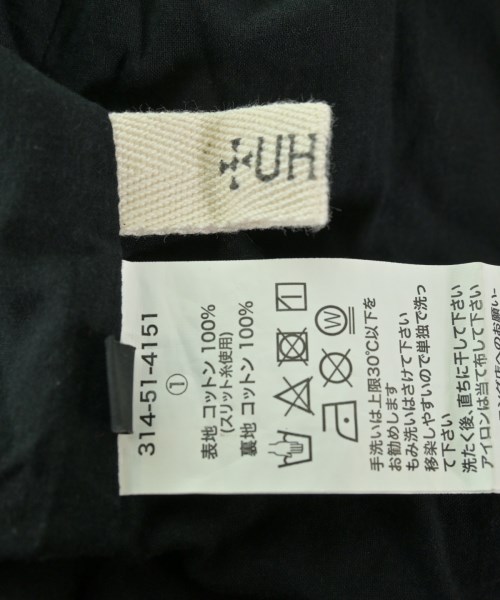 UH
314-51-4151
①
表地 コットン 100%
(スリット糸使用)
裏地 コットン 100%
W
手洗いは上限30℃以下を
お勧めします
もみ洗いはさけて下さい
移染しやすいので単独で洗っ
て下さい
洗たく後、直ちに干して下さい
アイロンは当て布して下さい